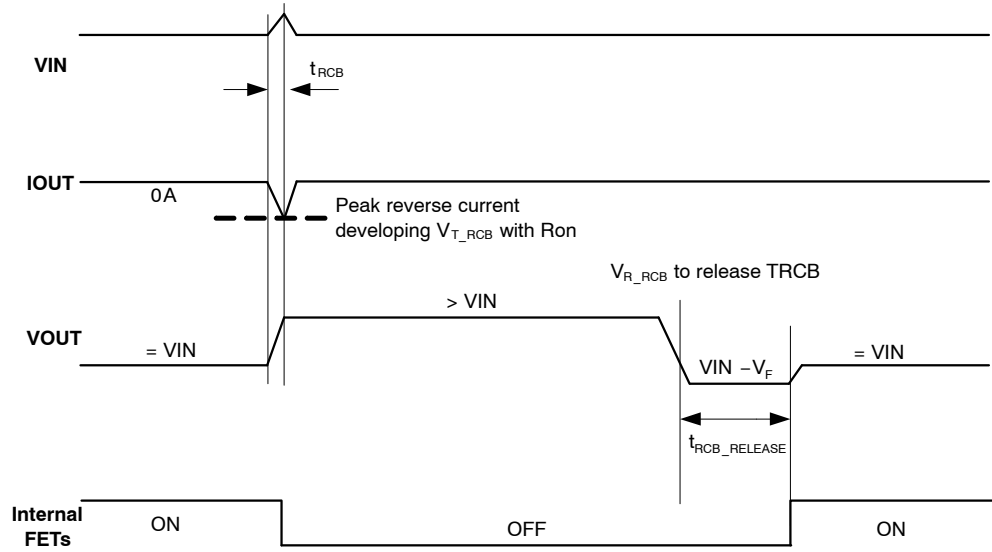 VIN
tRCB
IOUT
0A
Peak reverse current
developing VT_RCB with Ron
VR_RCB to release TRCB
> VIN
VOUT
= VIN
VIN −VF
= VIN
tRCB_RELEASE
Internal
FETs
ON
OFF
ON